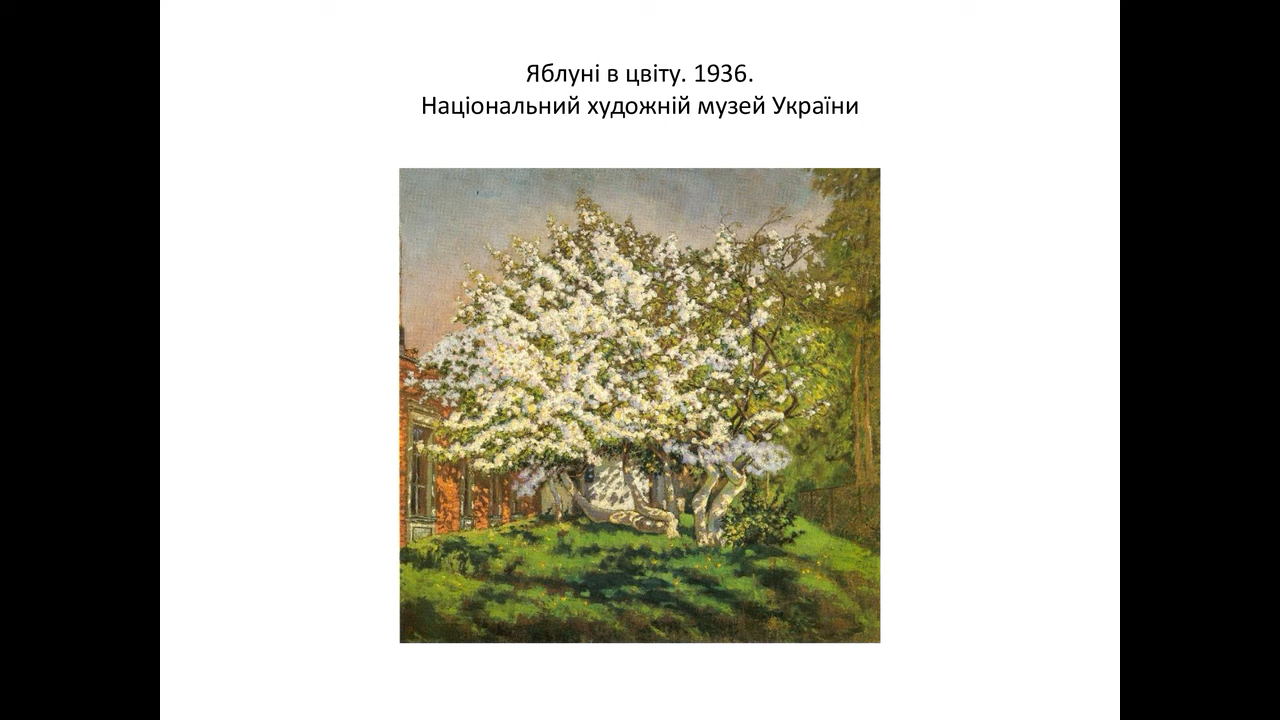 Яблуні в цвіту. 1936.
Національний художній музей України